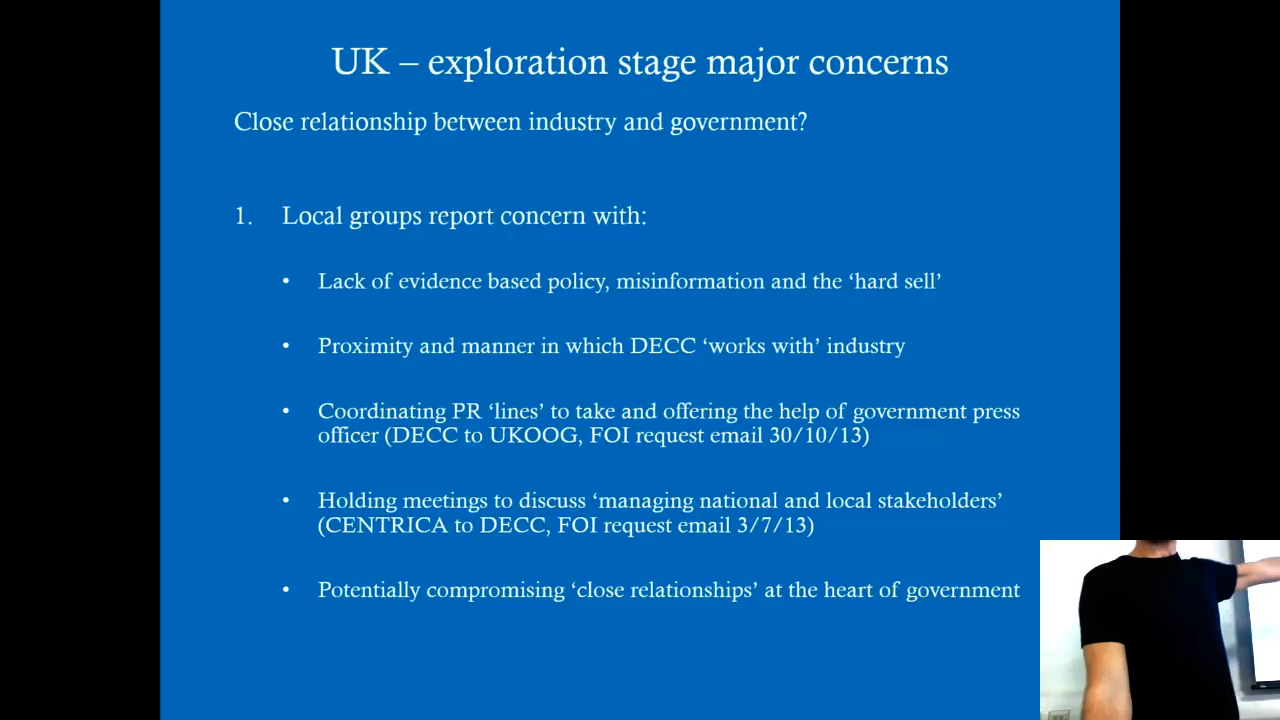 UK – exploration stage major concerns
Close relationship between industry and government?
1. Local groups report concern with:
• Lack of evidence based policy, misinformation and the ‘hard sell’
• Proximity and manner in which DECC ‘works with’ industry
• Coordinating PR ‘lines’ to take and offering the help of government press
officer (DECC to UKOOG, FOI request email 30/10/13)
• Holding meetings to discuss ‘managing national and local stakeholders’
(CENTRICA to DECC, FOI request email 3/7/13)
• Potentially compromising ‘close relationships’ at the heart of government